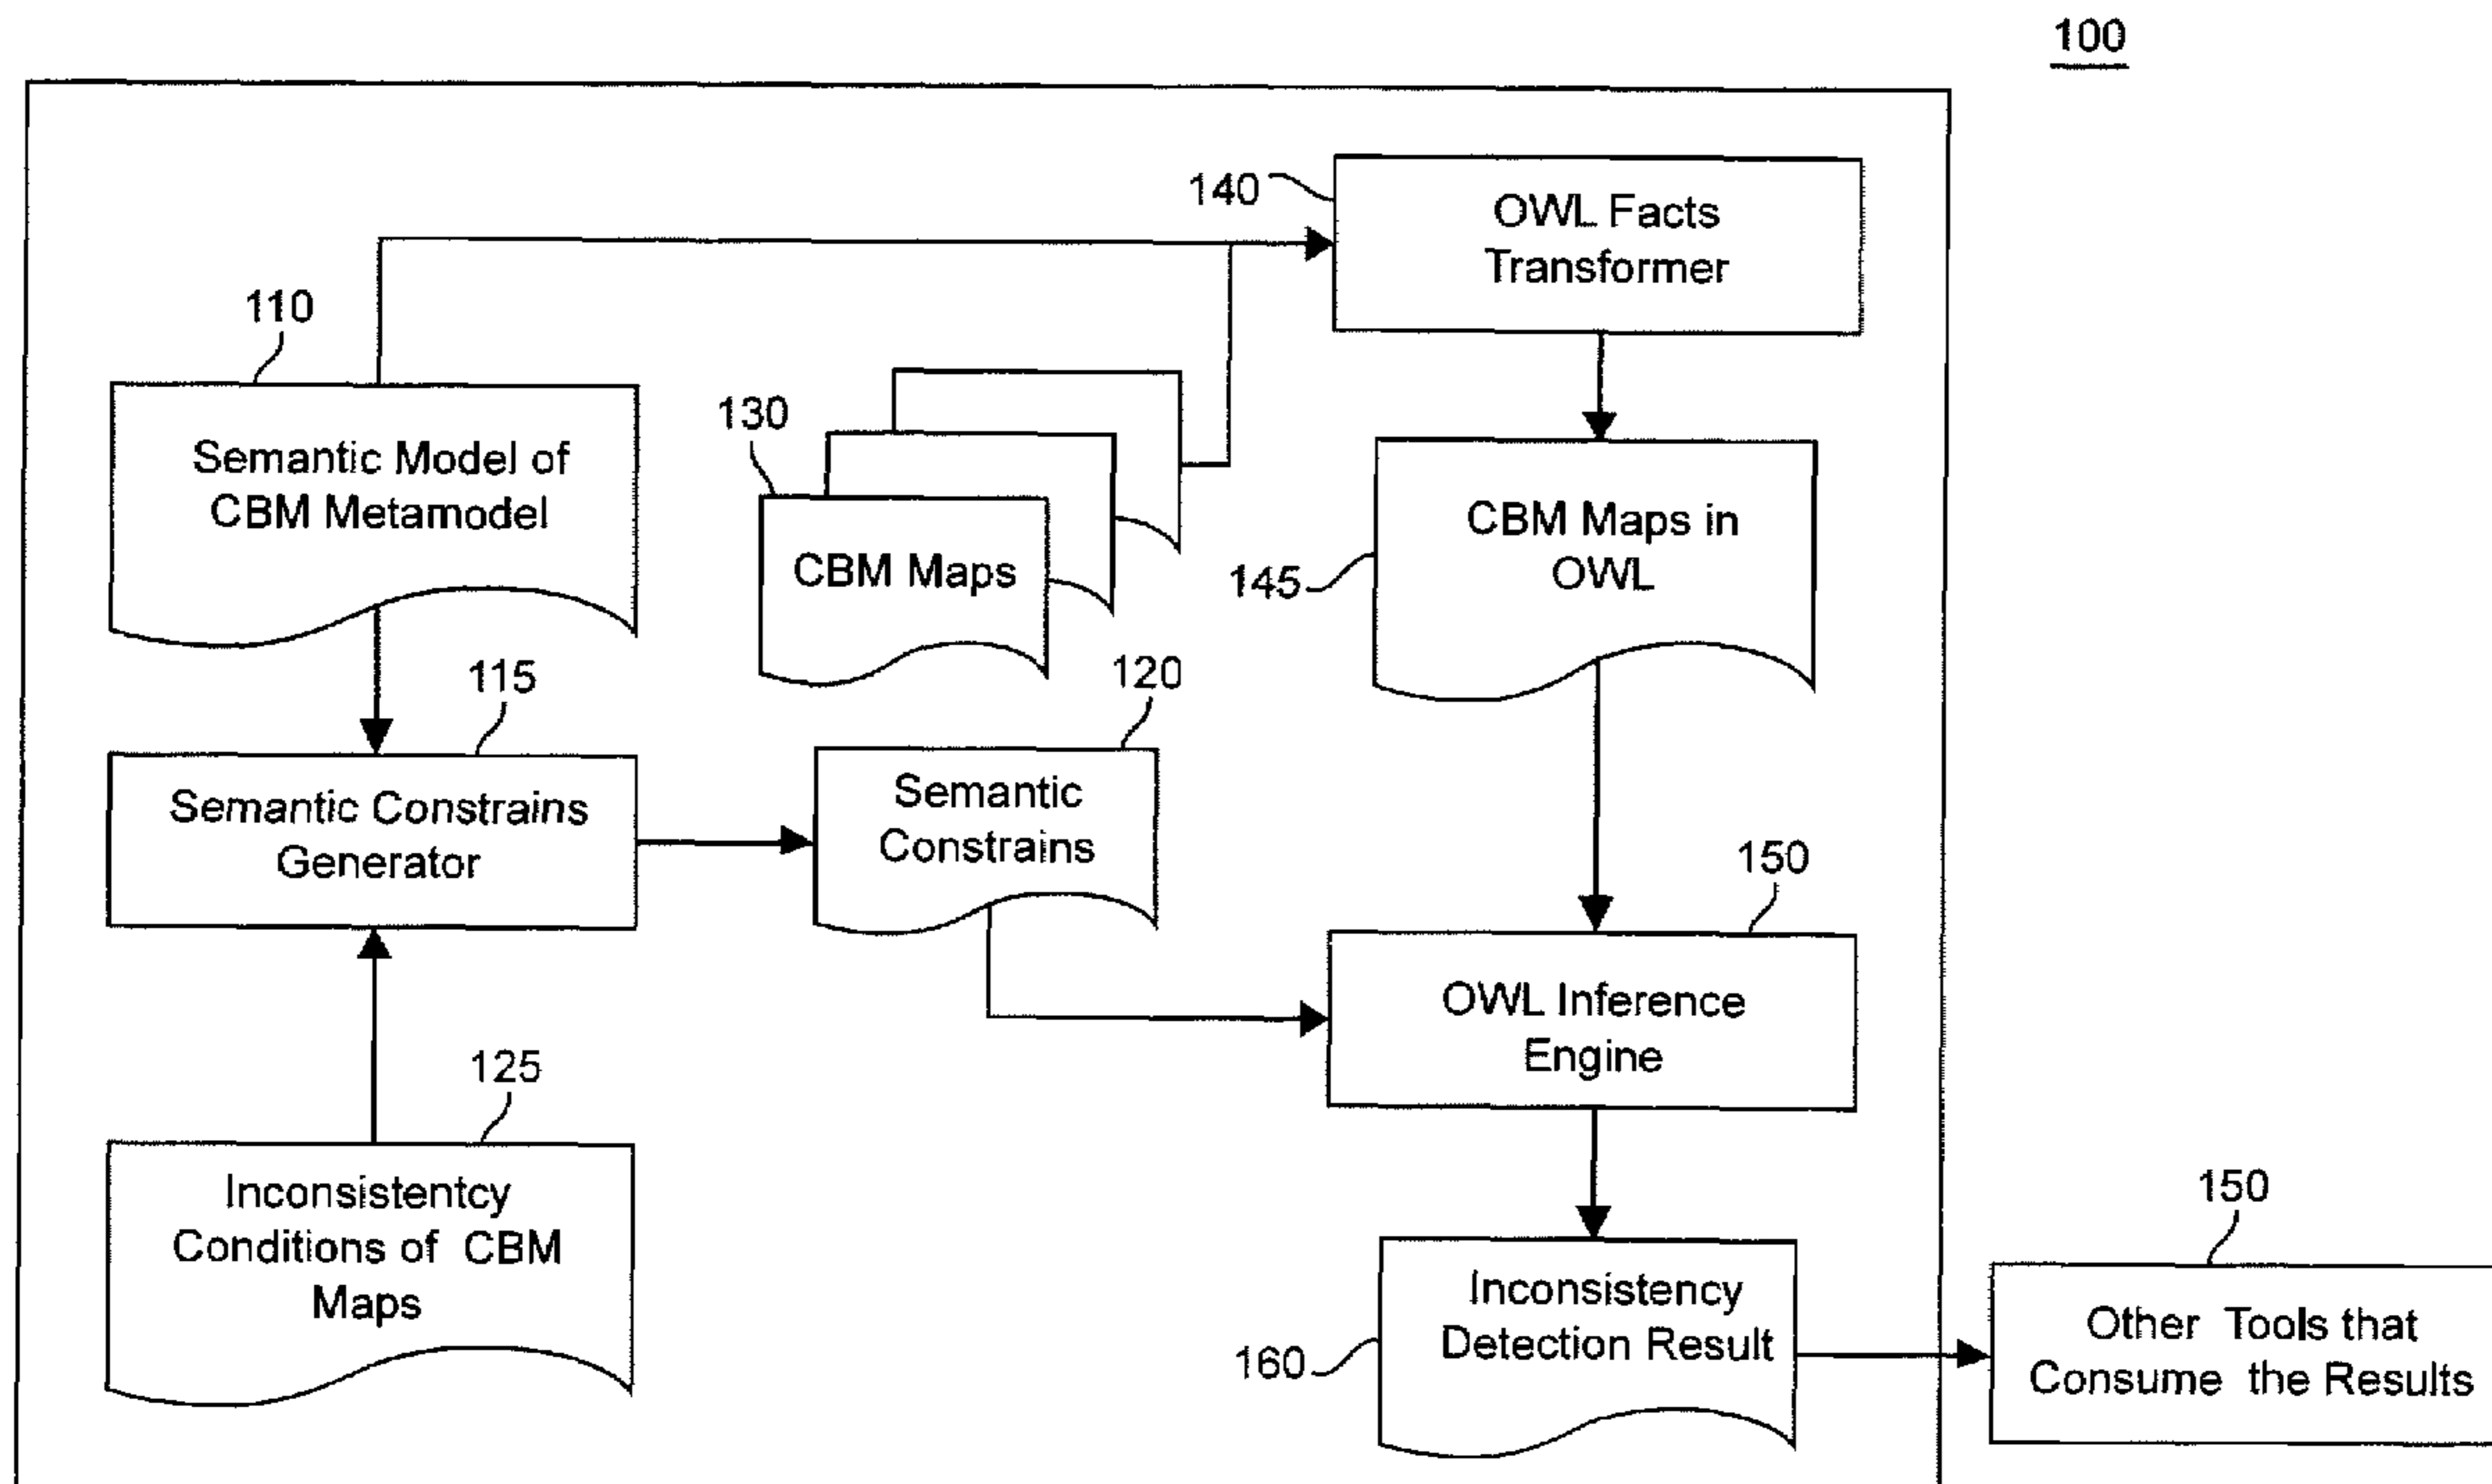 100
140
OWL Facts
Transformer
110
Semantic Model of
CBM Metamodel
130
CBM Maps
145
CBM Maps in
OWL
115
Semantic Constrains
Generator
120
Semantic
Constrains
150
OWL Inference
Engine
125
Inconsistentcy
Conditions of CBM
Maps
160
Inconsistency
Detection Result
150
Other Tools that
Consume the Results